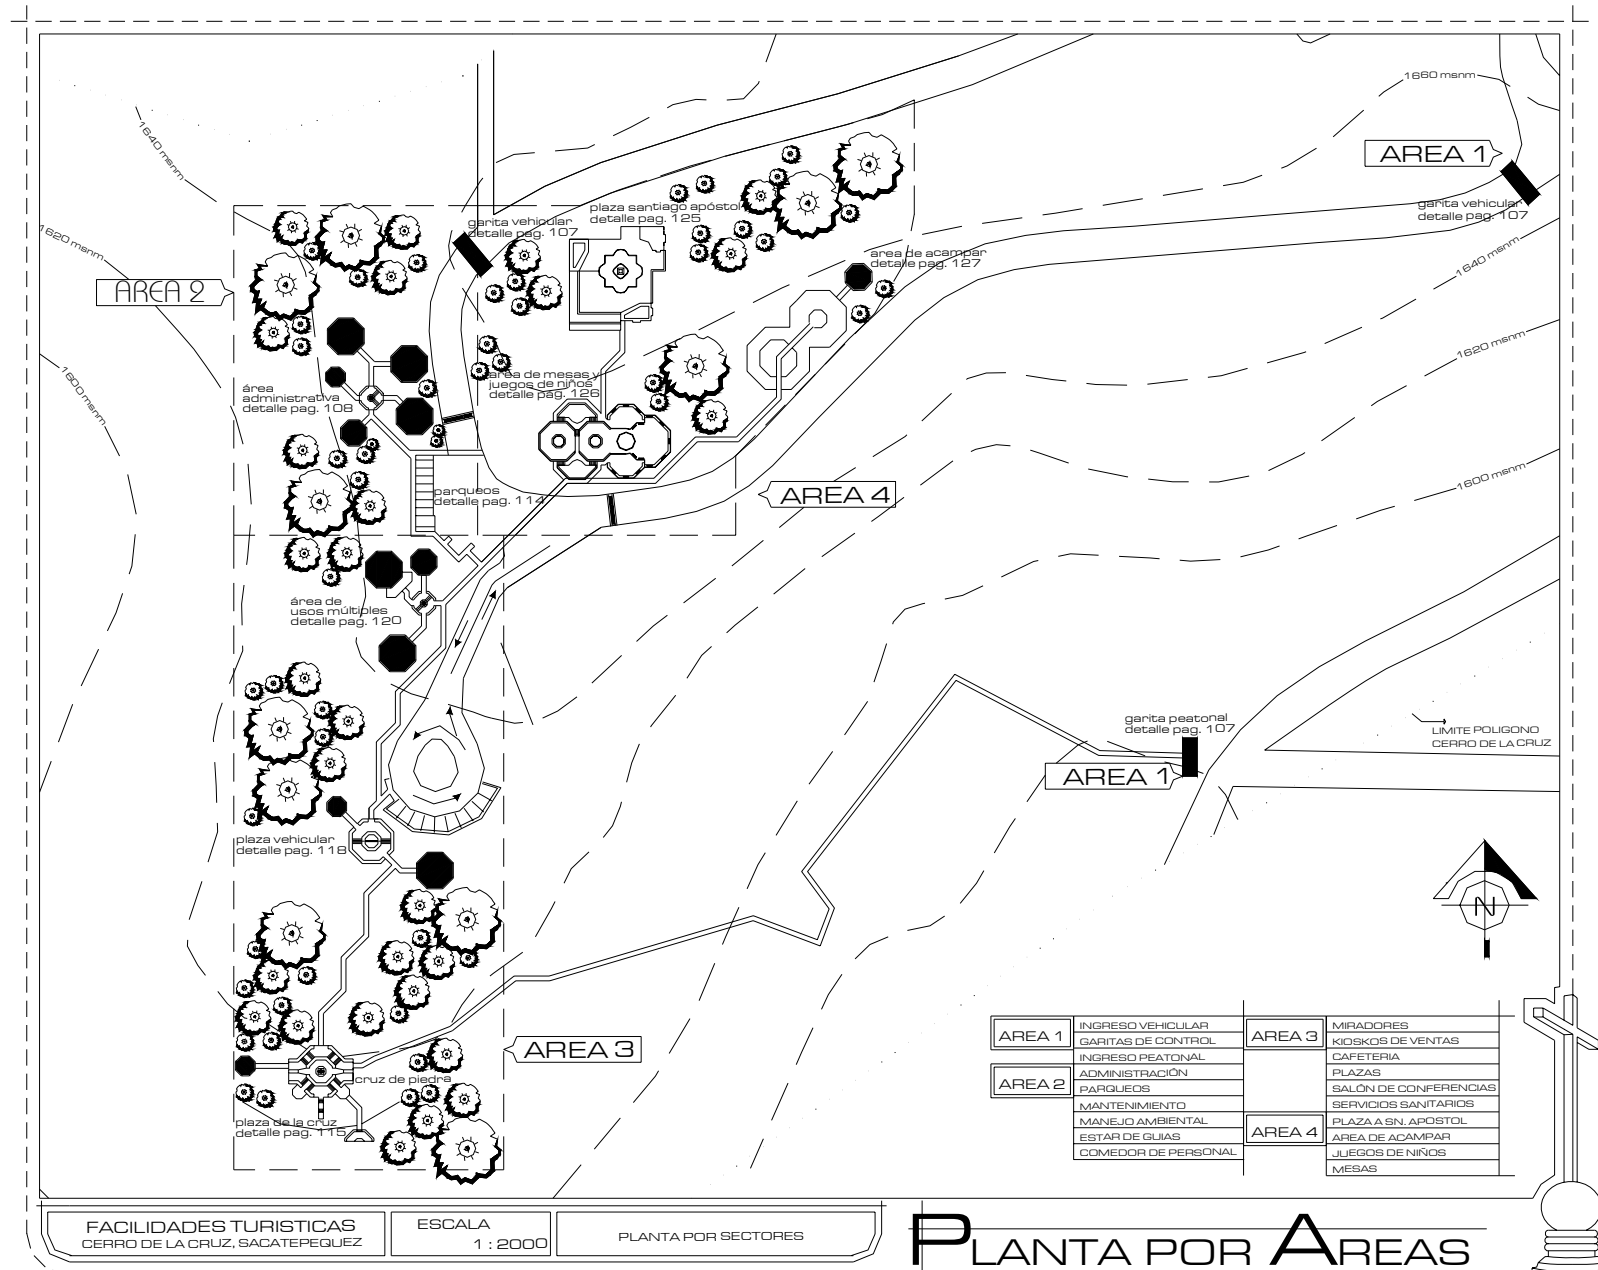 1660 msnm
1640 msnm
AREA 1
garita vehicular
detalle pag. 107
plaza santiago apóstol
detalle pag. 125
garita vehicular
detalle pag. 107
1620 msnm
area de acampar
detalle pag. 127
1640 msnm
AREA 2
1620 msnm
1600 msnm
área de mesas y
juegos de niños
detalle pag. 126
área
administrativa
detalle pag. 108
parqueos
detalle pag. 114
AREA 4
1600 msnm
área de
usos múltiples
detalle pag. 120
garita peatonal
detalle pag. 107
LIMITE POLIGONO
CERRO DE LA CRUZ
AREA 1
plaza vehicular
detalle pag. 118
N
AREA 3
cruz de piedra
plaza de la cruz
detalle pag. 115
AREA 1
INGRESO VEHICULAR
GARITAS DE CONTROL
INGRESO PEATONAL
AREA 2
ADMINISTRACIÓN
PARQUEOS
MANTENIMIENTO
MANEJO AMBIENTAL
ESTAR DE GUIAS
COMEDOR DE PERSONAL
AREA 3
MIRADORES
KIOSKOS DE VENTAS
CAFETERIA
PLAZAS
SALÓN DE CONFERENCIAS
SERVICIOS SANITARIOS
AREA 4
PLAZA A SN. APOSTOL
AREA DE ACAMPAR
JUEGOS DE NIÑOS
MESAS
FACILIDADES TURISTICAS
CERRO DE LA CRUZ, SACATEPEQUEZ
ESCALA
1 : 2000
PLANTA POR SECTORES
PLANTA POR AREAS